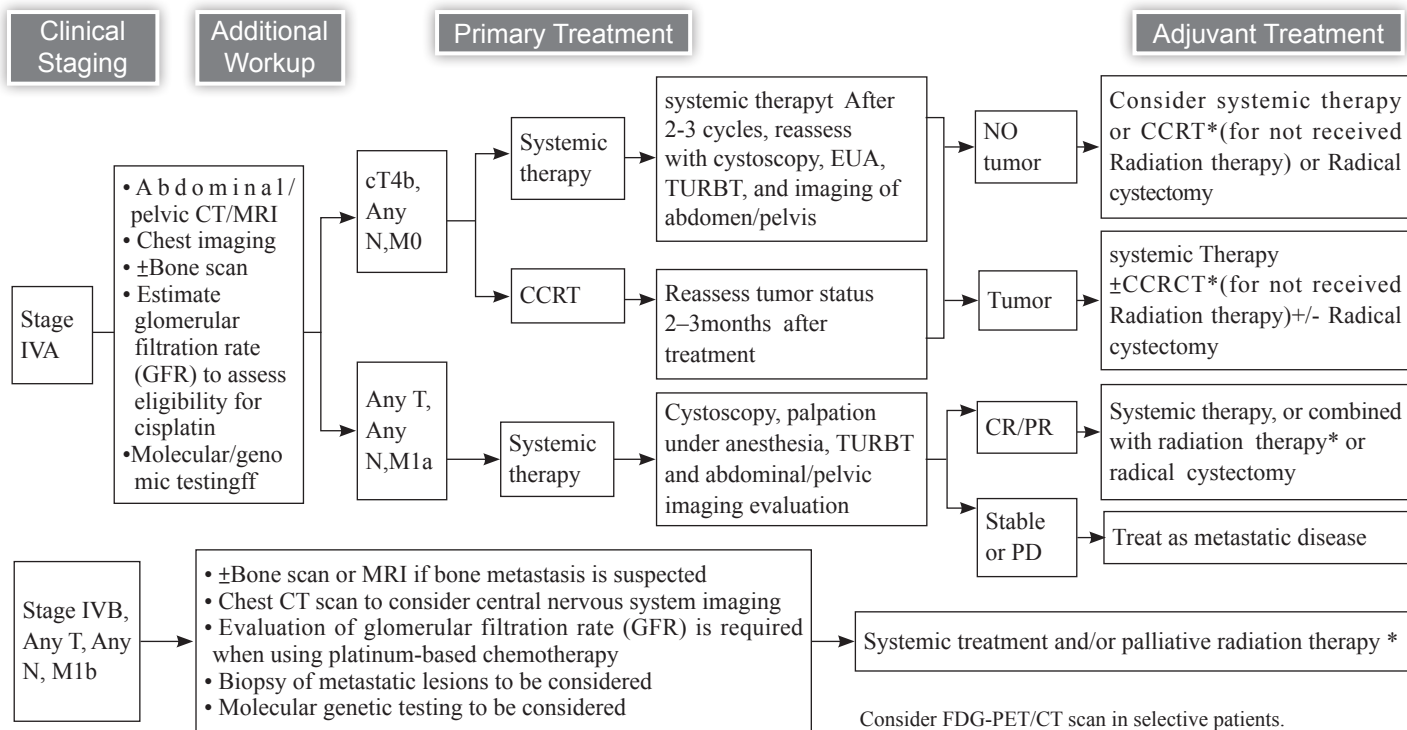 Clinical
Staging
Additional
Workup
Primary Treatment
Adjuvant Treatment
Stage
IVA
• Abdominal/
pelvic CT/MRI
• Chest imaging
• ±Bone scan
• Estimate
glomerular
filtration rate
(GFR) to assess
eligibility for
cisplatin
•Molecular/geno
mic testingff
cT4b,
Any
N,M0
Systemic
therapy
systemic therapyt After
2-3 cycles, reassess
with cystoscopy, EUA,
TURBT, and imaging of
abdomen/pelvis
NO
tumor
Consider systemic therapy
or CCRT*(for not received
Radiation therapy) or Radical
cystectomy
CCRT
Reassess tumor status
2–3months after
treatment
Tumor
systemic Therapy
±CCRCT*(for not received
Radiation therapy)+/- Radical
cystectomy
Any T,
Any
N,M1a
Systemic
therapy
Cystoscopy, palpation
under anesthesia, TURBT
and abdominal/pelvic
imaging evaluation
CR/PR
Systemic therapy, or combined
with radiation therapy* or
radical cystectomy
Stable
or PD
Treat as metastatic disease
Stage IVB,
Any T, Any
N, M1b
• ±Bone scan or MRI if bone metastasis is suspected
• Chest CT scan to consider central nervous system imaging
• Evaluation of glomerular filtration rate (GFR) is required
when using platinum-based chemotherapy
• Biopsy of metastatic lesions to be considered
• Molecular genetic testing to be considered
Systemic treatment and/or palliative radiation therapy *
Consider FDG-PET/CT scan in selective patients.